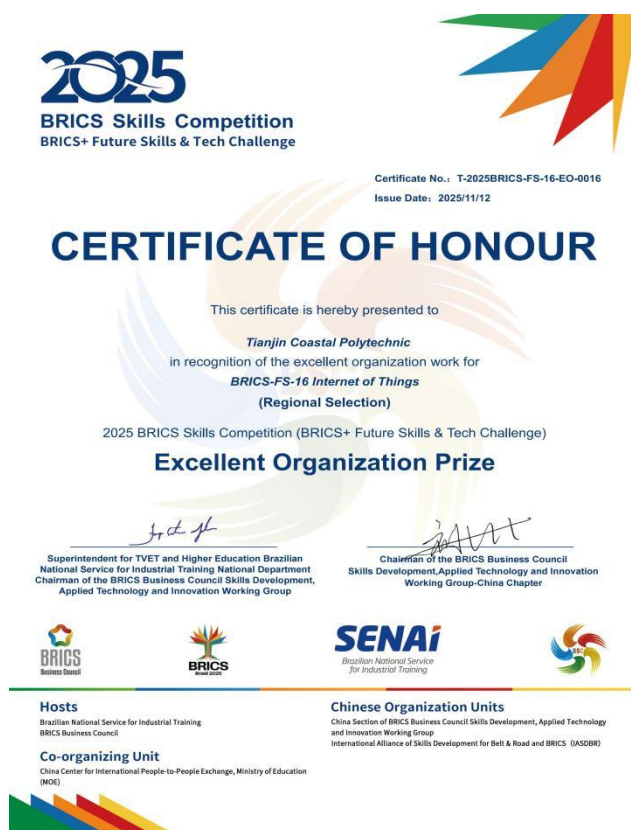 2025
BRICS Skills Competition
BRICS+ Future Skills & Tech Challenge
Certificate No.: T-2025BRICS-FS-16-EO-0016
Issue Date: 2025/11/12
CERTIFICATE OF HONOUR
This certificate is hereby presented to
Tianjin Coastal Polytechnic
in recognition of the excellent organization work for
BRICS-FS-16 Internet of Things
(Regional Selection)
2025 BRICS Skills Competition (BRICS+ Future Skills & Tech Challenge)
Excellent Organization Prize
Superintendent for TVET and Higher Education Brazilian
National Service for Industrial Training National Department
Chairman of the BRICS Business Council Skills Development,
Applied Technology and Innovation Working Group
Chairman of the BRICS Business Council
Skills Development,Applied Technology and Innovation
Working Group-China Chapter
BRICS
Business Council
BRICS
Brasil 2025
SENAI
Brazilian National Service
for Industrial Training
Hosts
Brazilian National Service for Industrial Training
BRICS Business Council
Co-organizing Unit
China Center for International People-to-People Exchange, Ministry of Education
(MOE)
Chinese Organization Units
China Section of BRICS Business Council Skills Development, Applied Technology
and Innovation Working Group
International Alliance of Skills Development for Belt & Road and BRICS（IASDBR）